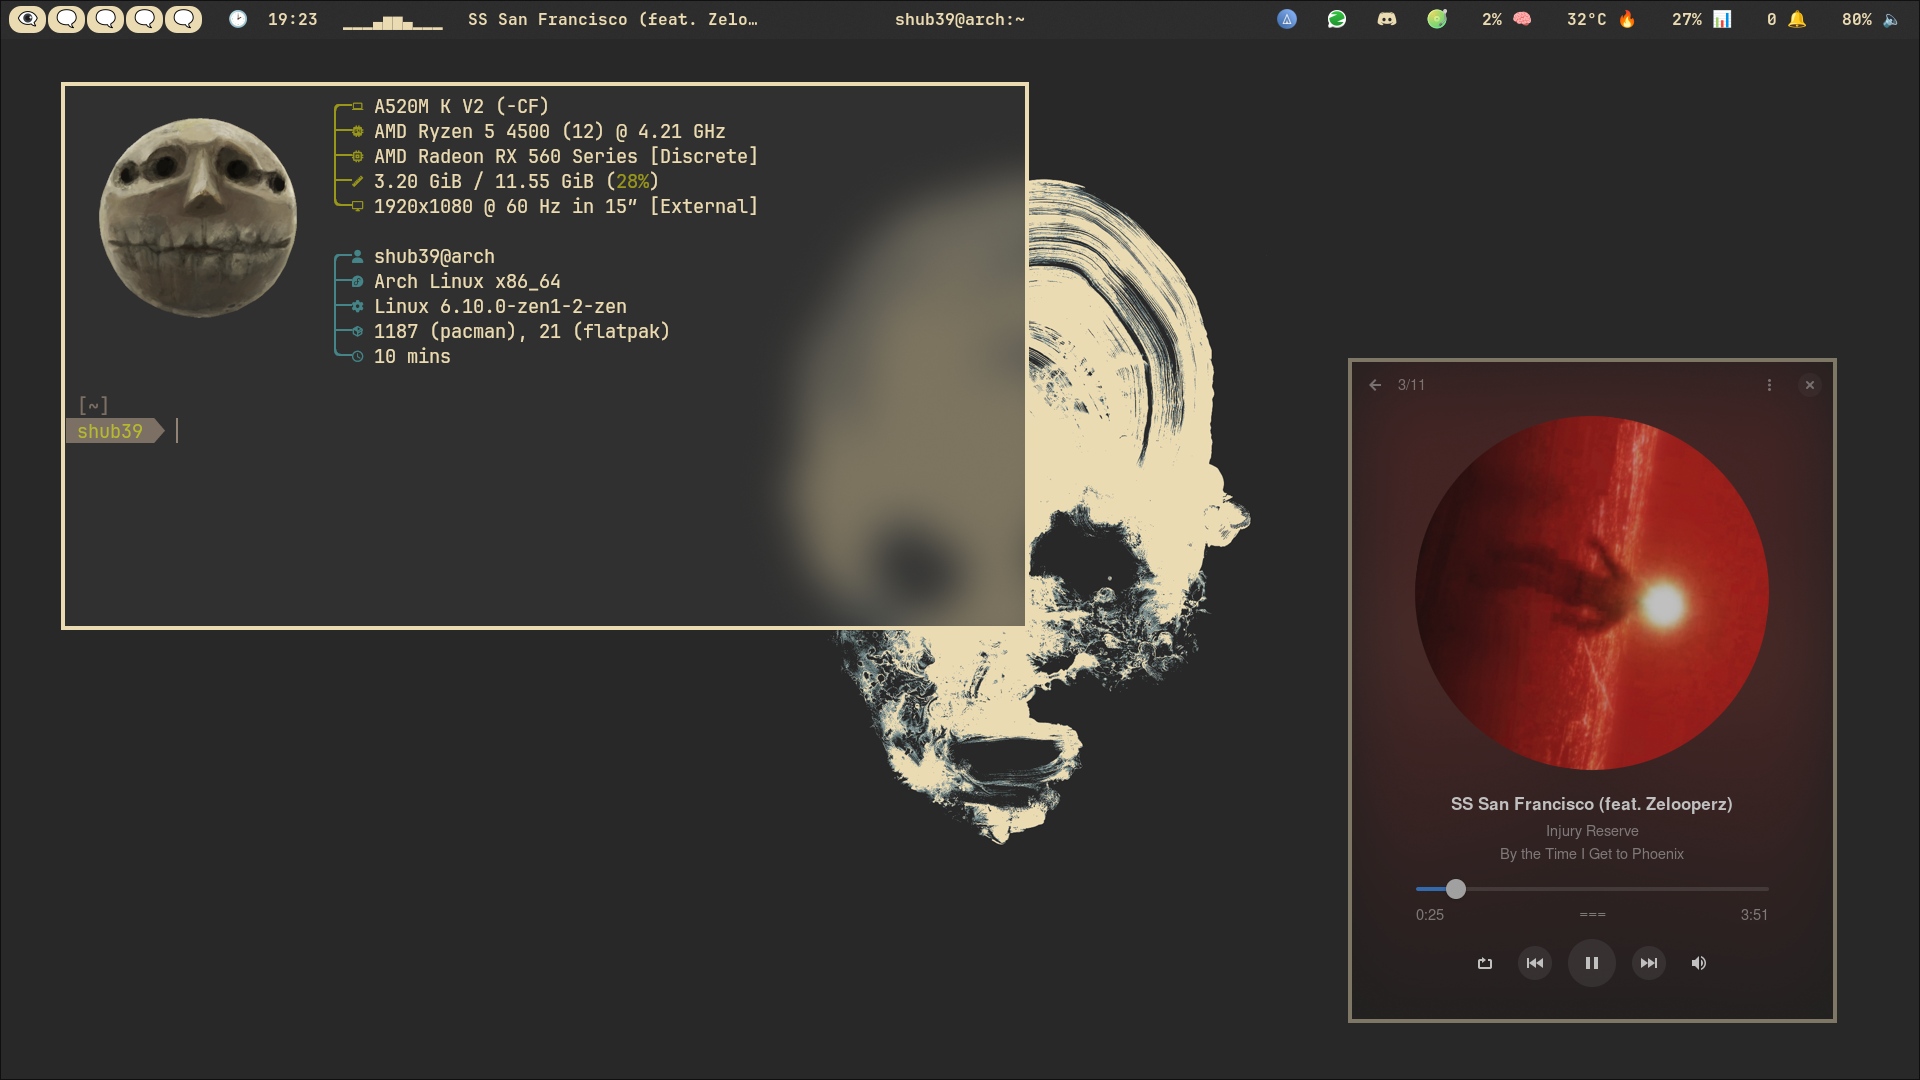 19:23
SS San Francisco (feat. Zelo…
shub39@arch:~
2%
32°C
27%
0
80%
A520M K V2 (-CF)
AMD Ryzen 5 4500 (12) @ 4.21 GHz
AMD Radeon RX 560 Series [Discrete]
3.20 GiB / 11.55 GiB (28%)
1920x1080 @ 60 Hz in 15″ [External]
shub39@arch
Arch Linux x86_64
Linux 6.10.0-zen1-2-zen
1187 (pacman), 21 (flatpak)
10 mins
[~]
shub39
3/11
SS San Francisco (feat. Zelooperz)
Injury Reserve
By the Time I Get to Phoenix
0:25 === 3:51